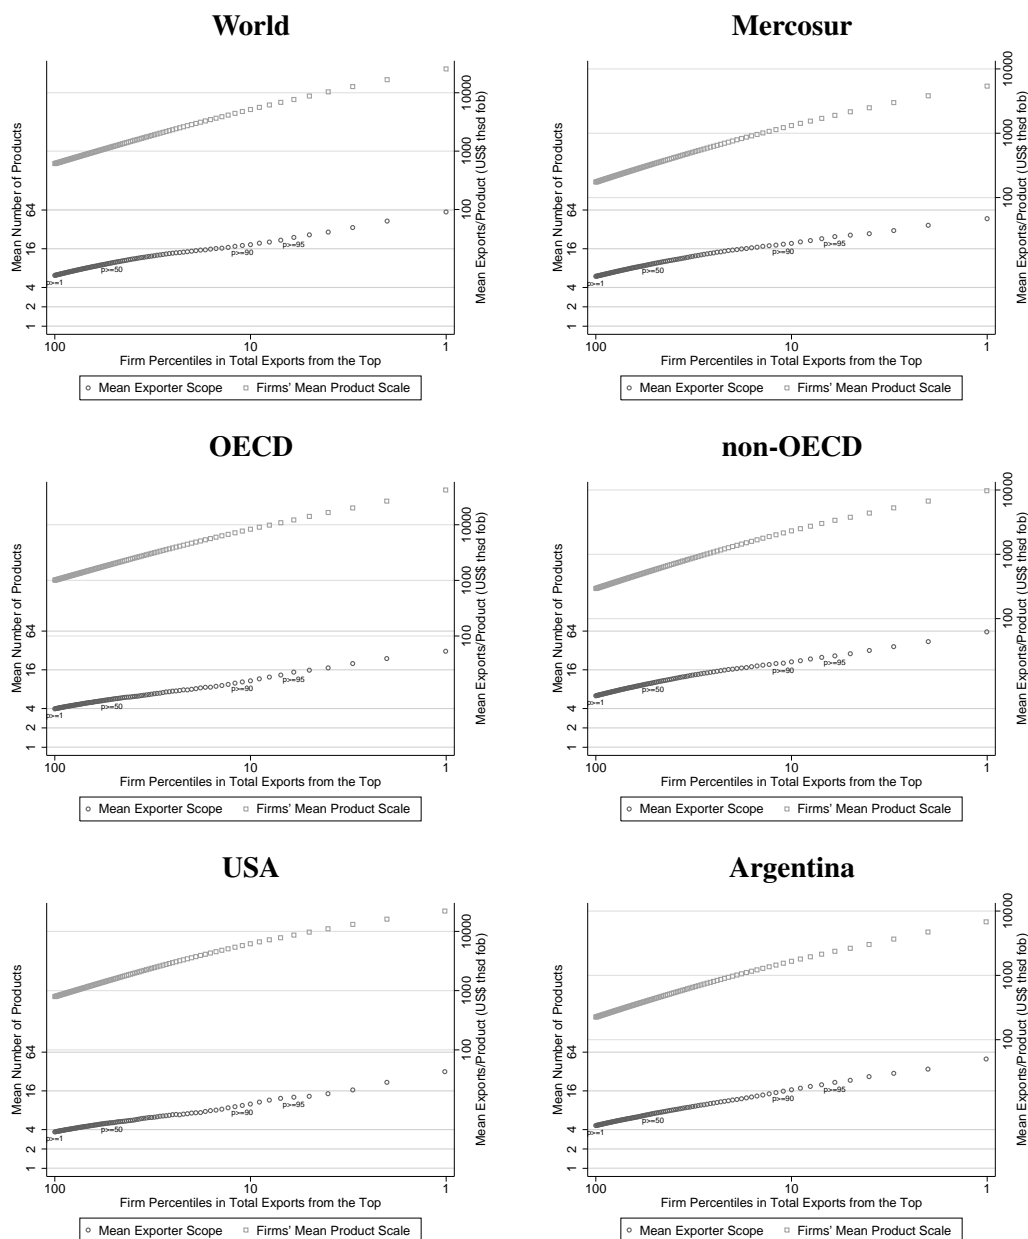 World
Mean Number of Products
64
16
4
2
1
10000
1000
100
Mean Exports/Product (US$ thsd fob)
p>=1
p>=50
p>=90
p>=95
100
10
1
Firm Percentiles in Total Exports from the Top
Mean Exporter Scope
Firms' Mean Product Scale
Mercosur
Mean Number of Products
64
16
4
2
1
10000
1000
100
Mean Exports/Product (US$ thsd fob)
p>=1
p>=50
p>=90
p>=95
100
10
1
Firm Percentiles in Total Exports from the Top
Mean Exporter Scope
Firms' Mean Product Scale
OECD
Mean Number of Products
64
16
4
2
1
10000
1000
100
Mean Exports/Product (US$ thsd fob)
p>=1
p>=50
p>=90
p>=95
100
10
1
Firm Percentiles in Total Exports from the Top
Mean Exporter Scope
Firms' Mean Product Scale
non-OECD
Mean Number of Products
64
16
4
2
1
10000
1000
100
Mean Exports/Product (US$ thsd fob)
p>=1
p>=50
p>=90
p>=95
100
10
1
Firm Percentiles in Total Exports from the Top
Mean Exporter Scope
Firms' Mean Product Scale
USA
Mean Number of Products
64
16
4
2
1
10000
1000
100
Mean Exports/Product (US$ thsd fob)
p>=1
p>=50
p>=90
p>=95
100
10
1
Firm Percentiles in Total Exports from the Top
Mean Exporter Scope
Firms' Mean Product Scale
Argentina
Mean Number of Products
64
16
4
2
1
10000
1000
100
Mean Exports/Product (US$ thsd fob)
p>=1
p>=50
p>=90
p>=95
100
10
1
Firm Percentiles in Total Exports from the Top
Mean Exporter Scope
Firms' Mean Product Scale